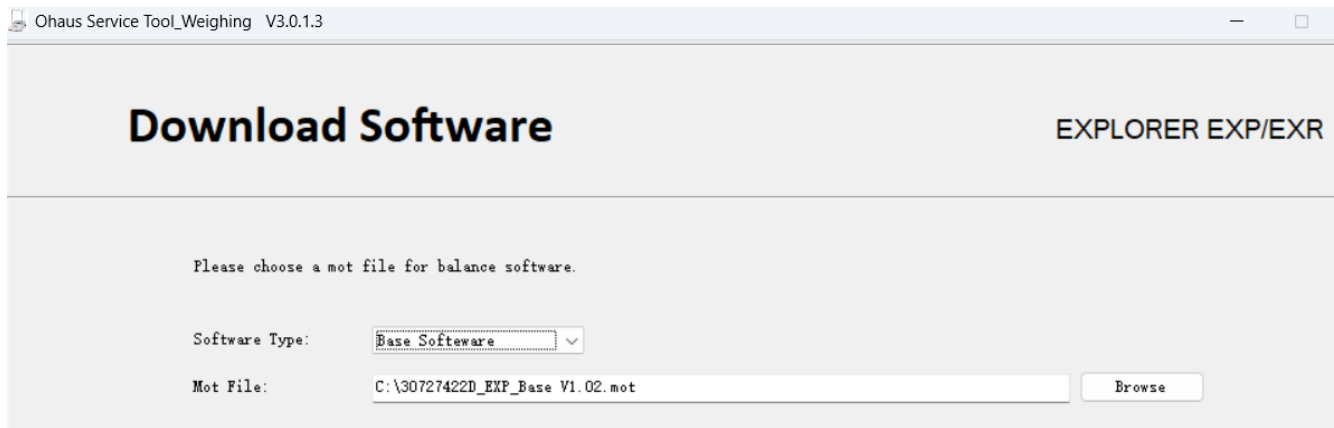 Ohaus Service Tool_Weighing V3.0.1.3
Download Software
EXPLORER EXP/EXR
Please choose a mot file for balance software.
Software Type: Base Softeware
Mot File: C:\30727422D_EXP_Base V1.02.mot Browse